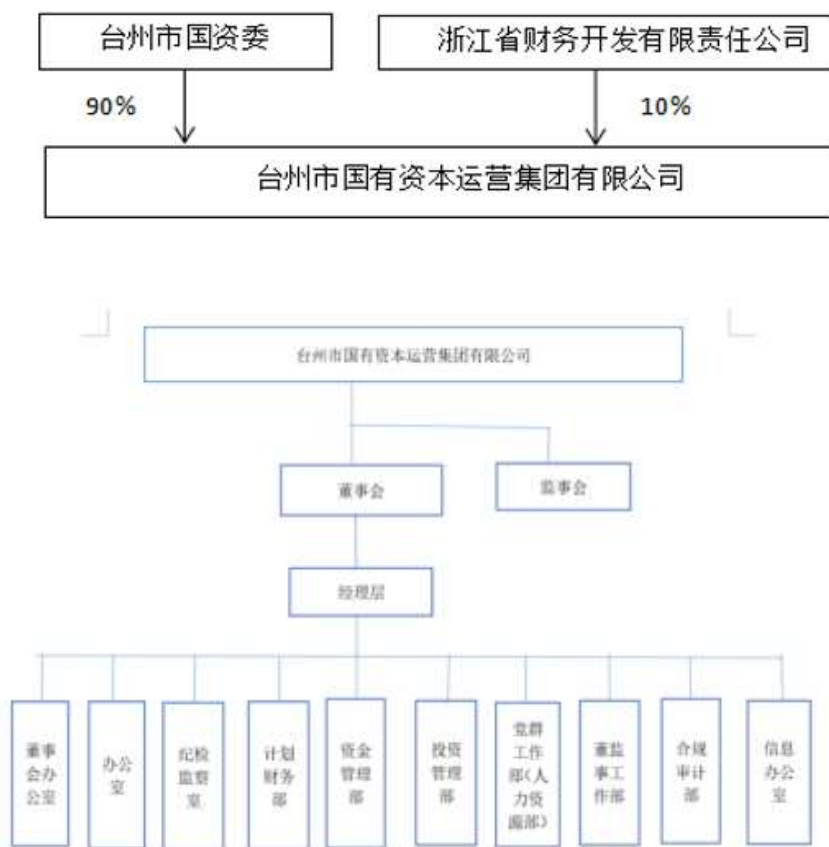 台州市国资委
浙江省财务开发有限责任公司
90%
10%
台州市国有资本运营集团有限公司
台州市国有资本运营集团有限公司
董事会
监事会
经理层
董事
会办
公室
办公
室
纪检
监察
室
计划
财务
部
资金
管理
部
投资
管理
部
党群
工作
部(人
力资
源部)
董监
事工
作部
合规
审计
部
信息
办公
室